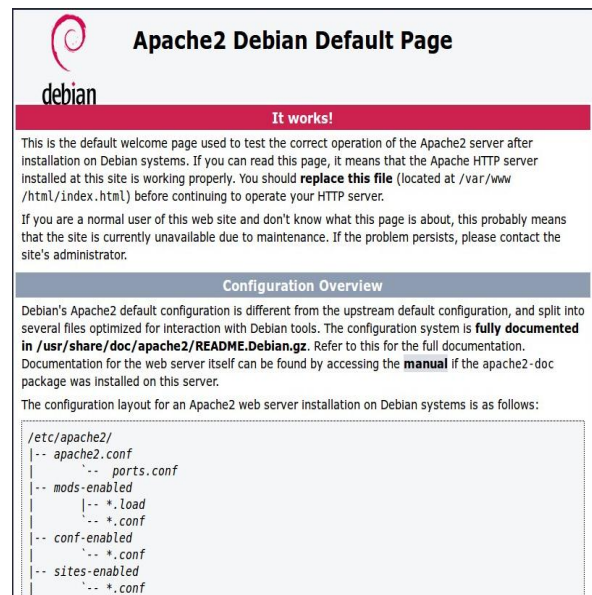 Apache2 Debian Default Page
debian
It works!
This is the default welcome page used to test the correct operation of the Apache2 server after
installation on Debian systems. If you can read this page, it means that the Apache HTTP server
installed at this site is working properly. You should replace this file (located at /var/www
/html/index.html) before continuing to operate your HTTP server.
If you are a normal user of this web site and don't know what this page is about, this probably means
that the site is currently unavailable due to maintenance. If the problem persists, please contact the
site's administrator.
Configuration Overview
Debian's Apache2 default configuration is different from the upstream default configuration, and split into
several files optimized for interaction with Debian tools. The configuration system is fully documented
in /usr/share/doc/apache2/README.Debian.gz. Refer to this for the full documentation.
Documentation for the web server itself can be found by accessing the manual if the apache2-doc
package was installed on this server.
The configuration layout for an Apache2 web server installation on Debian systems is as follows:
/etc/apache2/
|-- apache2.conf
|       `--  ports.conf
|-- mods-enabled
|       |-- *.load
|       `-- *.conf
|-- conf-enabled
|       `-- *.conf
|-- sites-enabled
|       `-- *.conf